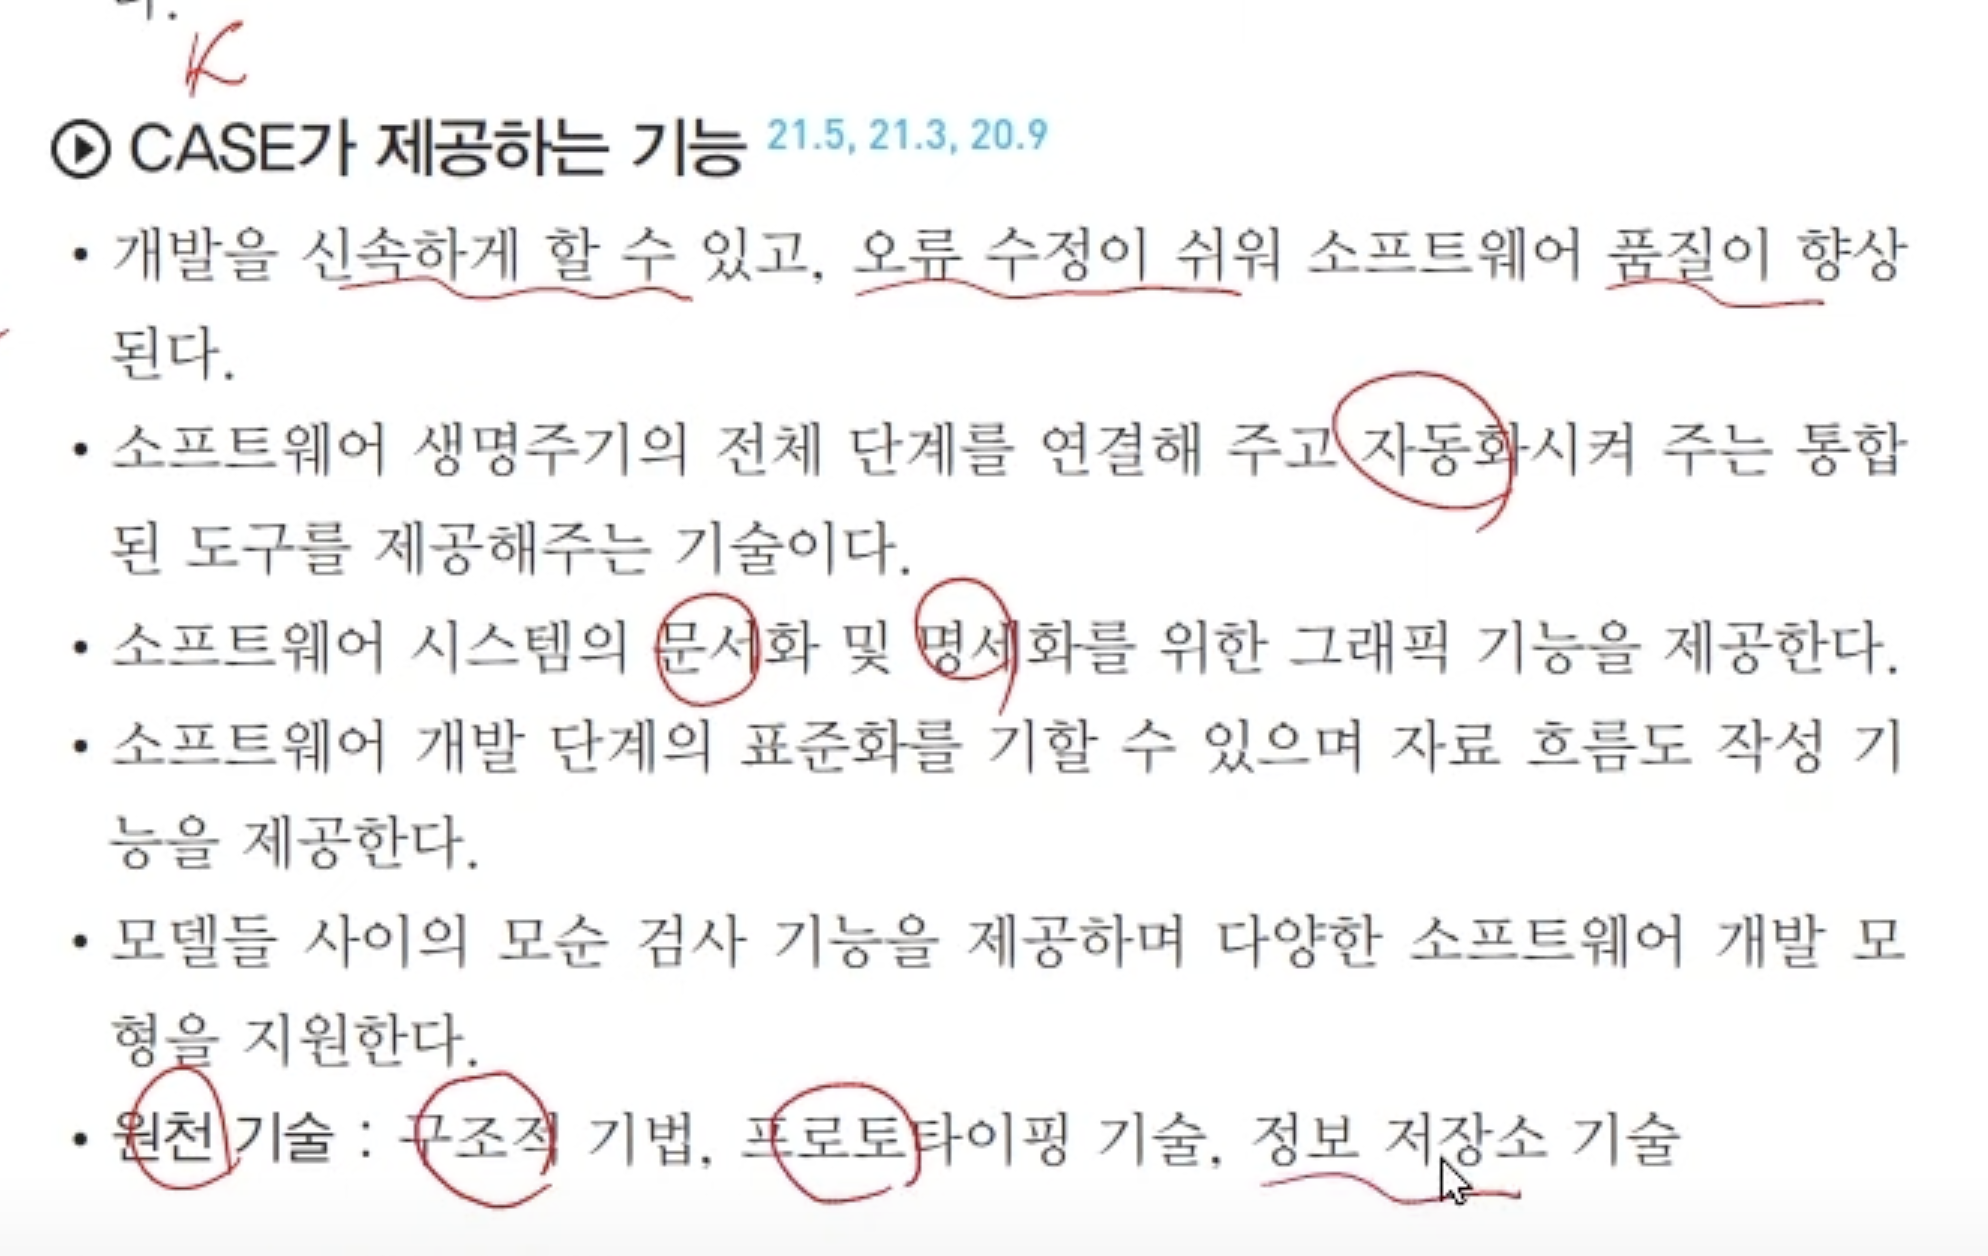 다.
K
CASE가 제공하는 기능 21.5, 21.3, 20.9
• 개발을 신속하게 할 수 있고, 오류 수정이 쉬워 소프트웨어 품질이 향상
된다.
• 소프트웨어 생명주기의 전체 단계를 연결해 주고 자동화시켜 주는 통합
된 도구를 제공해주는 기술이다.
• 소프트웨어 시스템의 문서화 및 명세화를 위한 그래픽 기능을 제공한다.
• 소프트웨어 개발 단계의 표준화를 기할 수 있으며 자료 흐름도 작성 기
능을 제공한다.
• 모델들 사이의 모순 검사 기능을 제공하며 다양한 소프트웨어 개발 모
형을 지원한다.
• 원천 기술 : 구조적 기법, 프로토타이핑 기술, 정보 저장소 기술